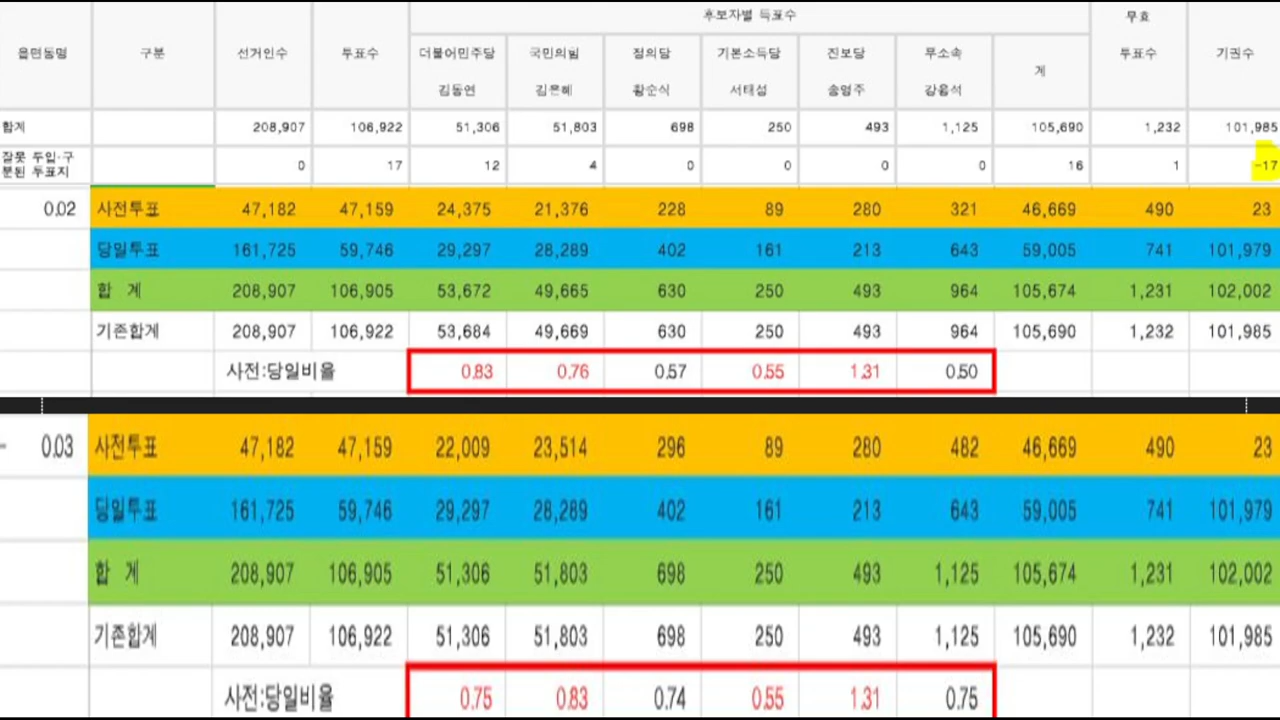 후보자별 득표수 무효
읍면동명 구분 선거인수 투표수 더불어민주당 국민의힘 정의당 기본소득당 진보당 무소속 계 투표수 기권수
김동연 김은혜 황순식 서태성 송영주 강용석
합계 208,907 106,922 51,306 51,803 698 250 493 1,125 105,690 1,232 101,985
잘못 투입·구
분된 투표지 0 17 12 4 0 0 0 0 16 1 -17
0.02 사전투표 47,182 47,159 24,375 21,376 228 89 280 321 46,669 490 23
당일투표 161,725 59,746 29,297 28,289 402 161 213 643 59,005 741 101,979
합 계 208,907 106,905 53,672 49,665 630 250 493 964 105,674 1,231 102,002
기존합계 208,907 106,922 53,684 49,669 630 250 493 964 105,690 1,232 101,985
사전:당일비율 0.83 0.76 0.57 0.55 1.31 0.50
- 0.03 사전투표 47,182 47,159 22,009 23,514 296 89 280 482 46,669 490 23
당일투표 161,725 59,746 29,297 28,289 402 161 213 643 59,005 741 101,979
합 계 208,907 106,905 51,306 51,803 698 250 493 1,125 105,674 1,231 102,002
기존합계 208,907 106,922 51,306 51,803 698 250 493 1,125 105,690 1,232 101,985
사전:당일비율 0.75 0.83 0.74 0.55 1.31 0.75